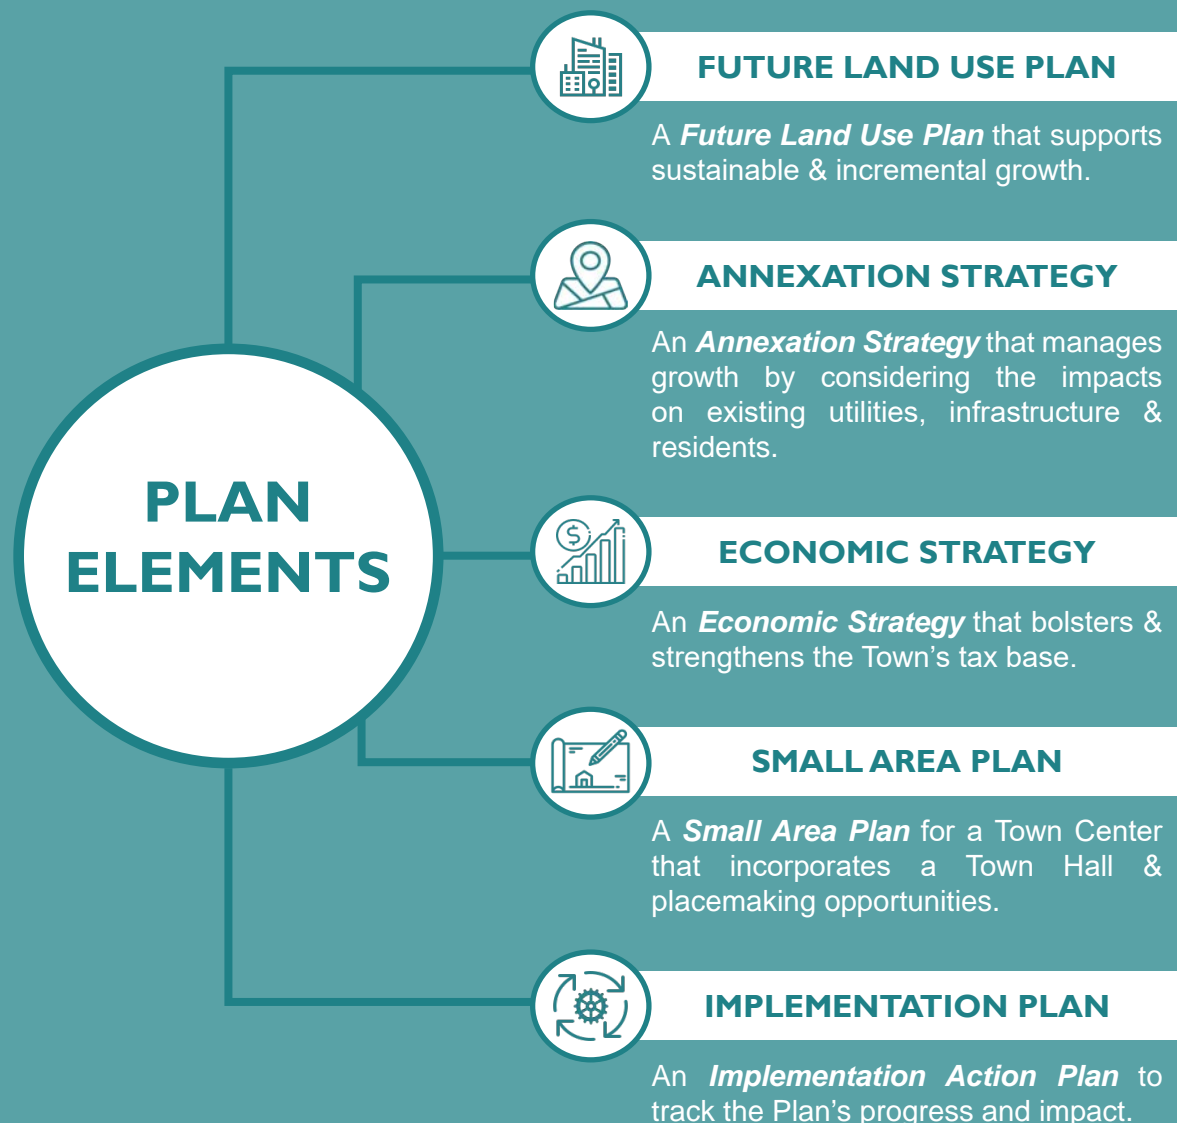 PLAN
ELEMENTS
FUTURE LAND USE PLAN
A Future Land Use Plan that supports
sustainable & incremental growth.
ANNEXATION STRATEGY
An Annexation Strategy that manages
growth by considering the impacts
on existing utilities, infrastructure &
residents.
ECONOMIC STRATEGY
An Economic Strategy that bolsters &
strengthens the Town’s tax base.
SMALL AREA PLAN
A Small Area Plan for a Town Center
that incorporates a Town Hall &
placemaking opportunities.
IMPLEMENTATION PLAN
An Implementation Action Plan to
track the Plan’s progress and impact.